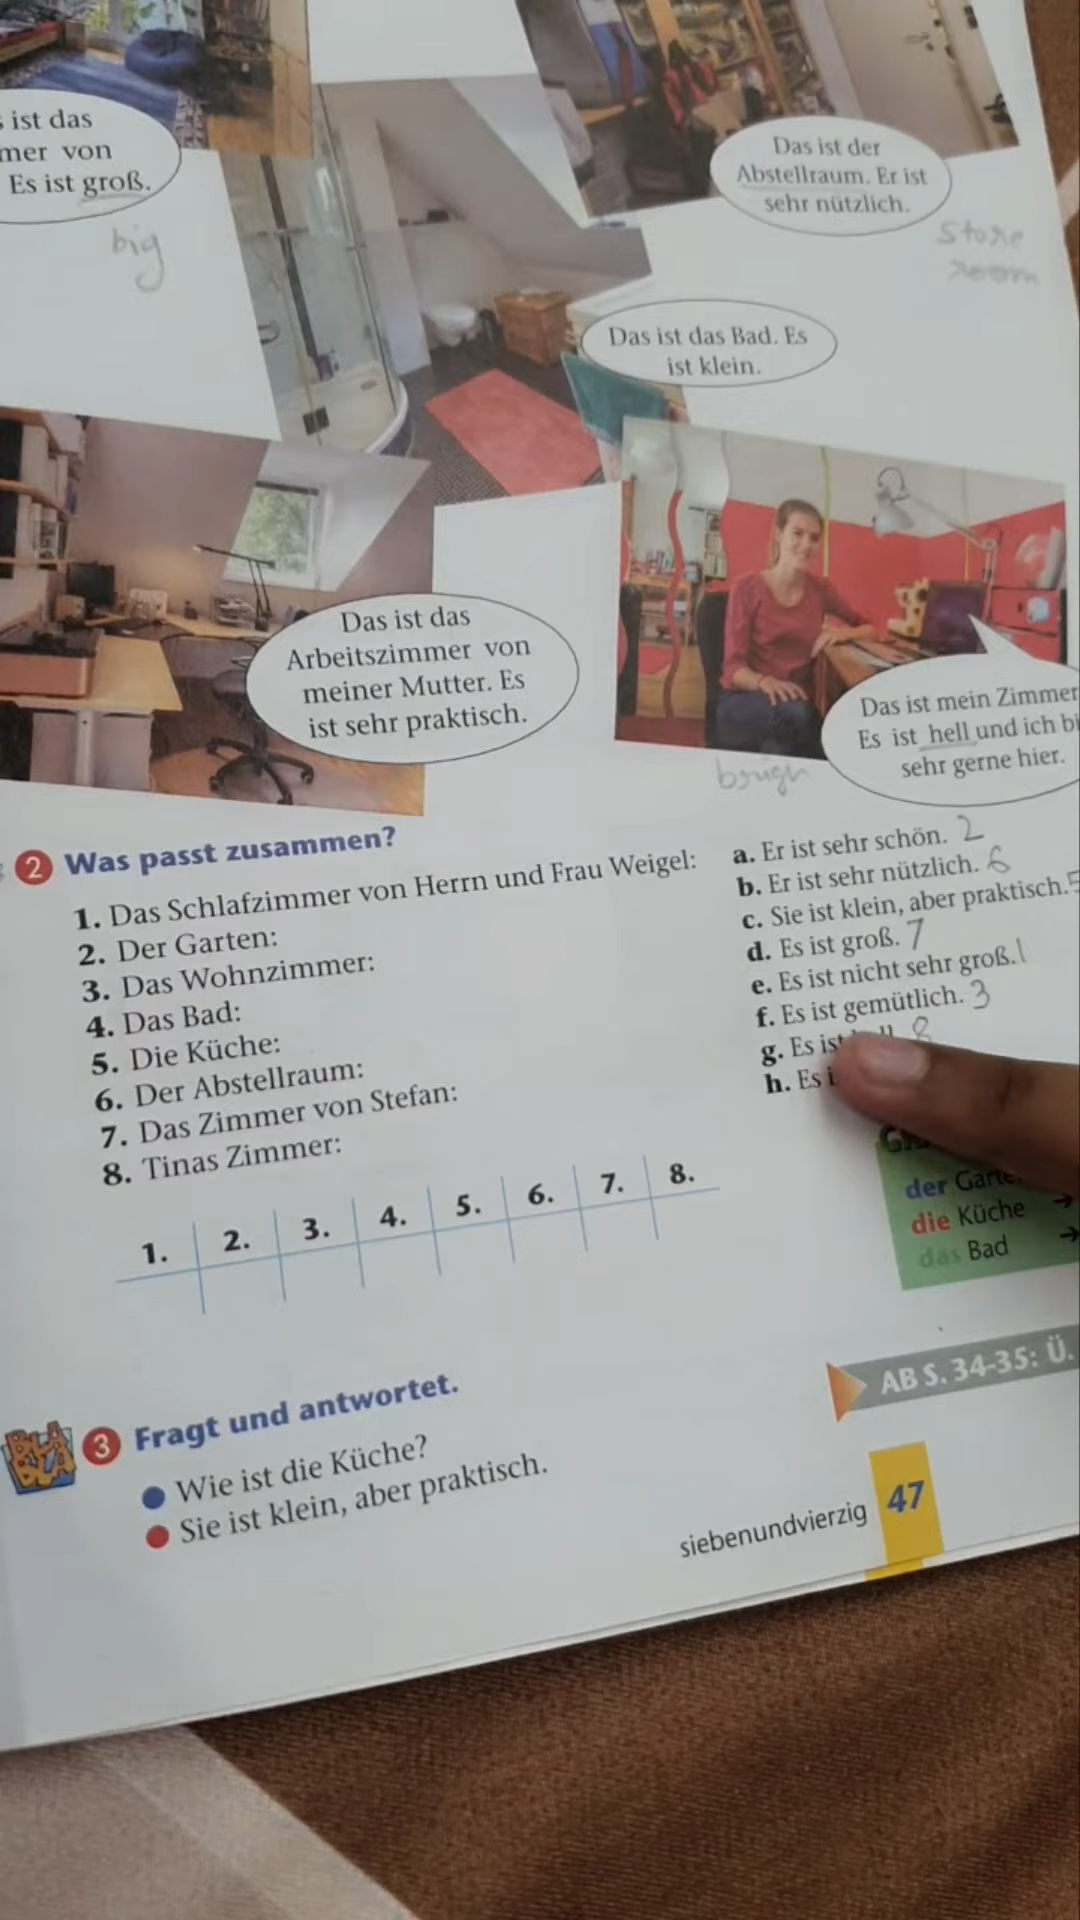 ist das
mer von
Es ist groß.
big
Das ist der
Abstellraum. Er ist
sehr nützlich.
store
room
Das ist das Bad. Es
ist klein.
Das ist das
Arbeitszimmer von
meiner Mutter. Es
ist sehr praktisch.
Das ist mein Zimmer
Es ist hell und ich bi
sehr gerne hier.
brigh
2 Was passt zusammen?
1. Das Schlafzimmer von Herrn und Frau Weigel:
2. Der Garten:
3. Das Wohnzimmer:
4. Das Bad:
5. Die Küche:
6. Der Abstellraum:
7. Das Zimmer von Stefan:
8. Tinas Zimmer:
a. Er ist sehr schön. 2
b. Er ist sehr nützlich. 6
c. Sie ist klein, aber praktisch. 5
d. Es ist groß. 7
e. Es ist nicht sehr groß. 1
f. Es ist gemütlich. 3
g. Es ist 8
h. Es i
1. 2. 3. 4. 5. 6. 7. 8.
der Garte
die Küche →
das Bad →
AB S. 34-35: Ü.
BLA
BLA
3 Fragt und antwortet.
Wie ist die Küche?
Sie ist klein, aber praktisch.
siebenundvierzig 47